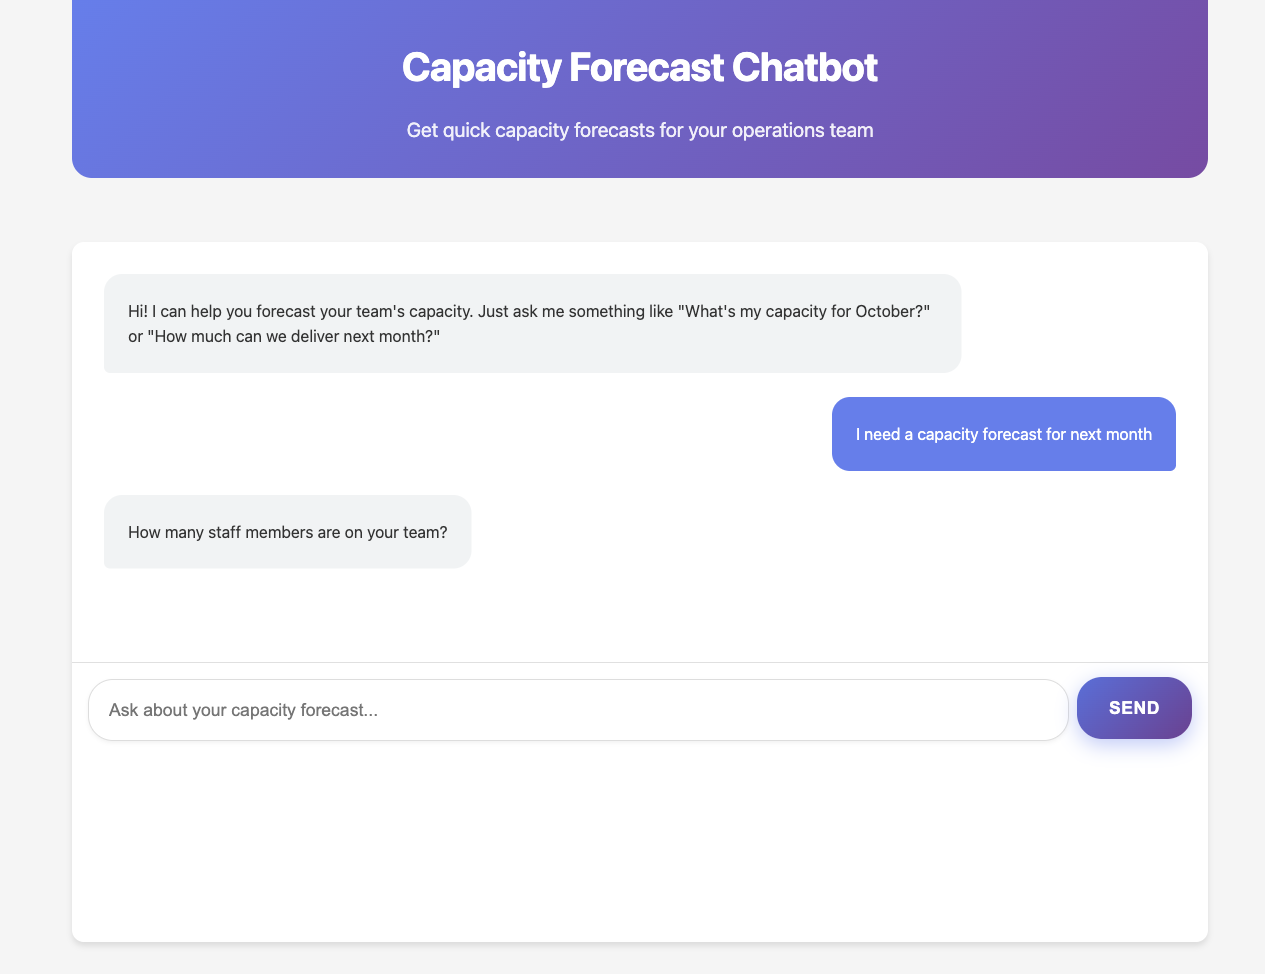 Capacity Forecast Chatbot
Get quick capacity forecasts for your operations team
Hi! I can help you forecast your team's capacity. Just ask me something like "What's my capacity for October?"
or "How much can we deliver next month?"
I need a capacity forecast for next month
How many staff members are on your team?
Ask about your capacity forecast...
SEND